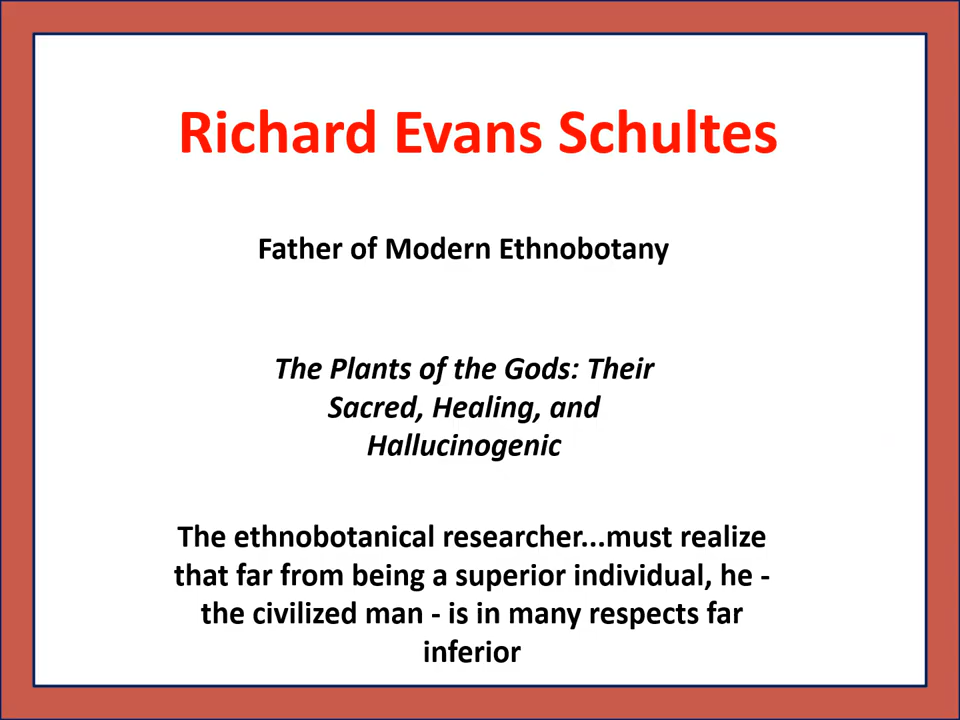 Richard Evans Schultes
Father of Modern Ethnobotany
The Plants of the Gods: Their
Sacred, Healing, and
Hallucinogenic
The ethnobotanical researcher...must realize
that far from being a superior individual, he -
the civilized man - is in many respects far
inferior